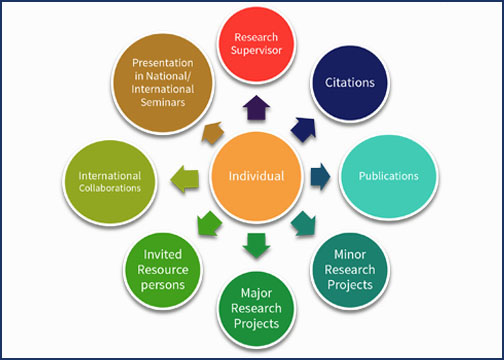 Research
Supervisor
Citations
Publications
Minor
Research
Projects
Major
Research
Projects
Invited
Resource
persons
International
Collaborations
Presentation
in National/
International
Seminars
Individual